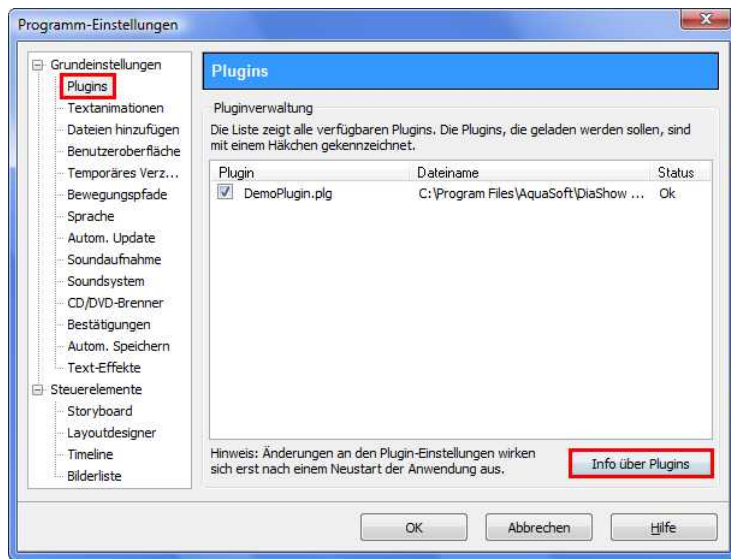 Programm-Einstellungen
Grundeinstellungen
Plugins
Textanimationen
Dateien hinzufügen
Benutzeroberfläche
Temporäres Verz...
Bewegungspfade
Sprache
Autom. Update
Soundaufnahme
Soundsystem
CD/DVD-Brenner
Bestätigungen
Autom. Speichern
Text-Effekte
Steuerelemente
Storyboard
Layoutdesigner
Timeline
Bilderliste
Plugins
Pluginverwaltung
Die Liste zeigt alle verfügbaren Plugins. Die Plugins, die geladen werden sollen, sind
mit einem Häkchen gekennzeichnet.
Plugin Dateiname Status
DemoPlugin.plg C:\Program Files\AquaSoft\DiaShow ... Ok
Hinweis: Änderungen an den Plugin-Einstellungen wirken
sich erst nach einem Neustart der Anwendung aus.
Info über Plugins
OK Abbrechen Hilfe